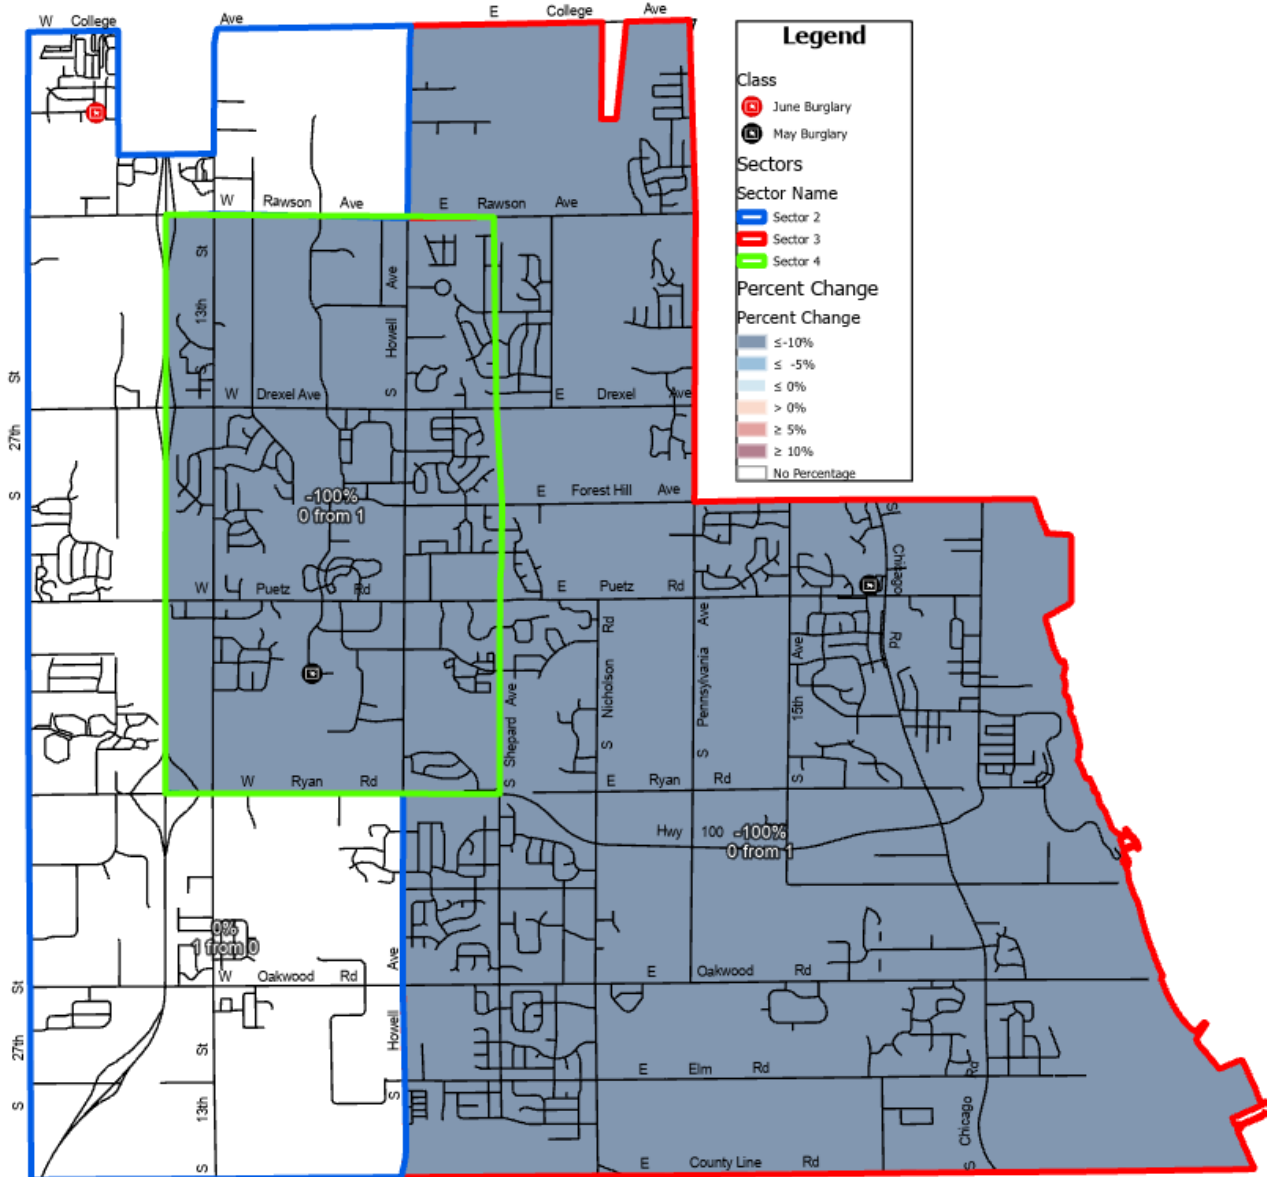 W College Ave
E College Ave
Legend
Class
June Burglary
May Burglary
Sectors
Sector Name
Sector 2
Sector 3
Sector 4
Percent Change
Percent Change
≤-10%
≤ -5%
≤ 0%
> 0%
≥ 5%
≥ 10%
No Percentage
W Rawson Ave
E Rawson Ave
S 13th St
S Howell Ave
S 27th St
W Drexel Ave
E Drexel Ave
-100%
0 from 1
E Forest Hill Ave
W Puetz Rd
E Puetz Rd
S Chicago Rd
S Shepard Ave
S Nicholson Rd
S Pennsylvania Ave
S 15th Ave
W Ryan Rd
E Ryan Rd
Hwy 100
-100%
0 from 1
0%
1 from 0
W Oakwood Rd
E Oakwood Rd
S 27th St
S 13th St
S Howell Ave
E Elm Rd
S Chicago Rd
E County Line Rd